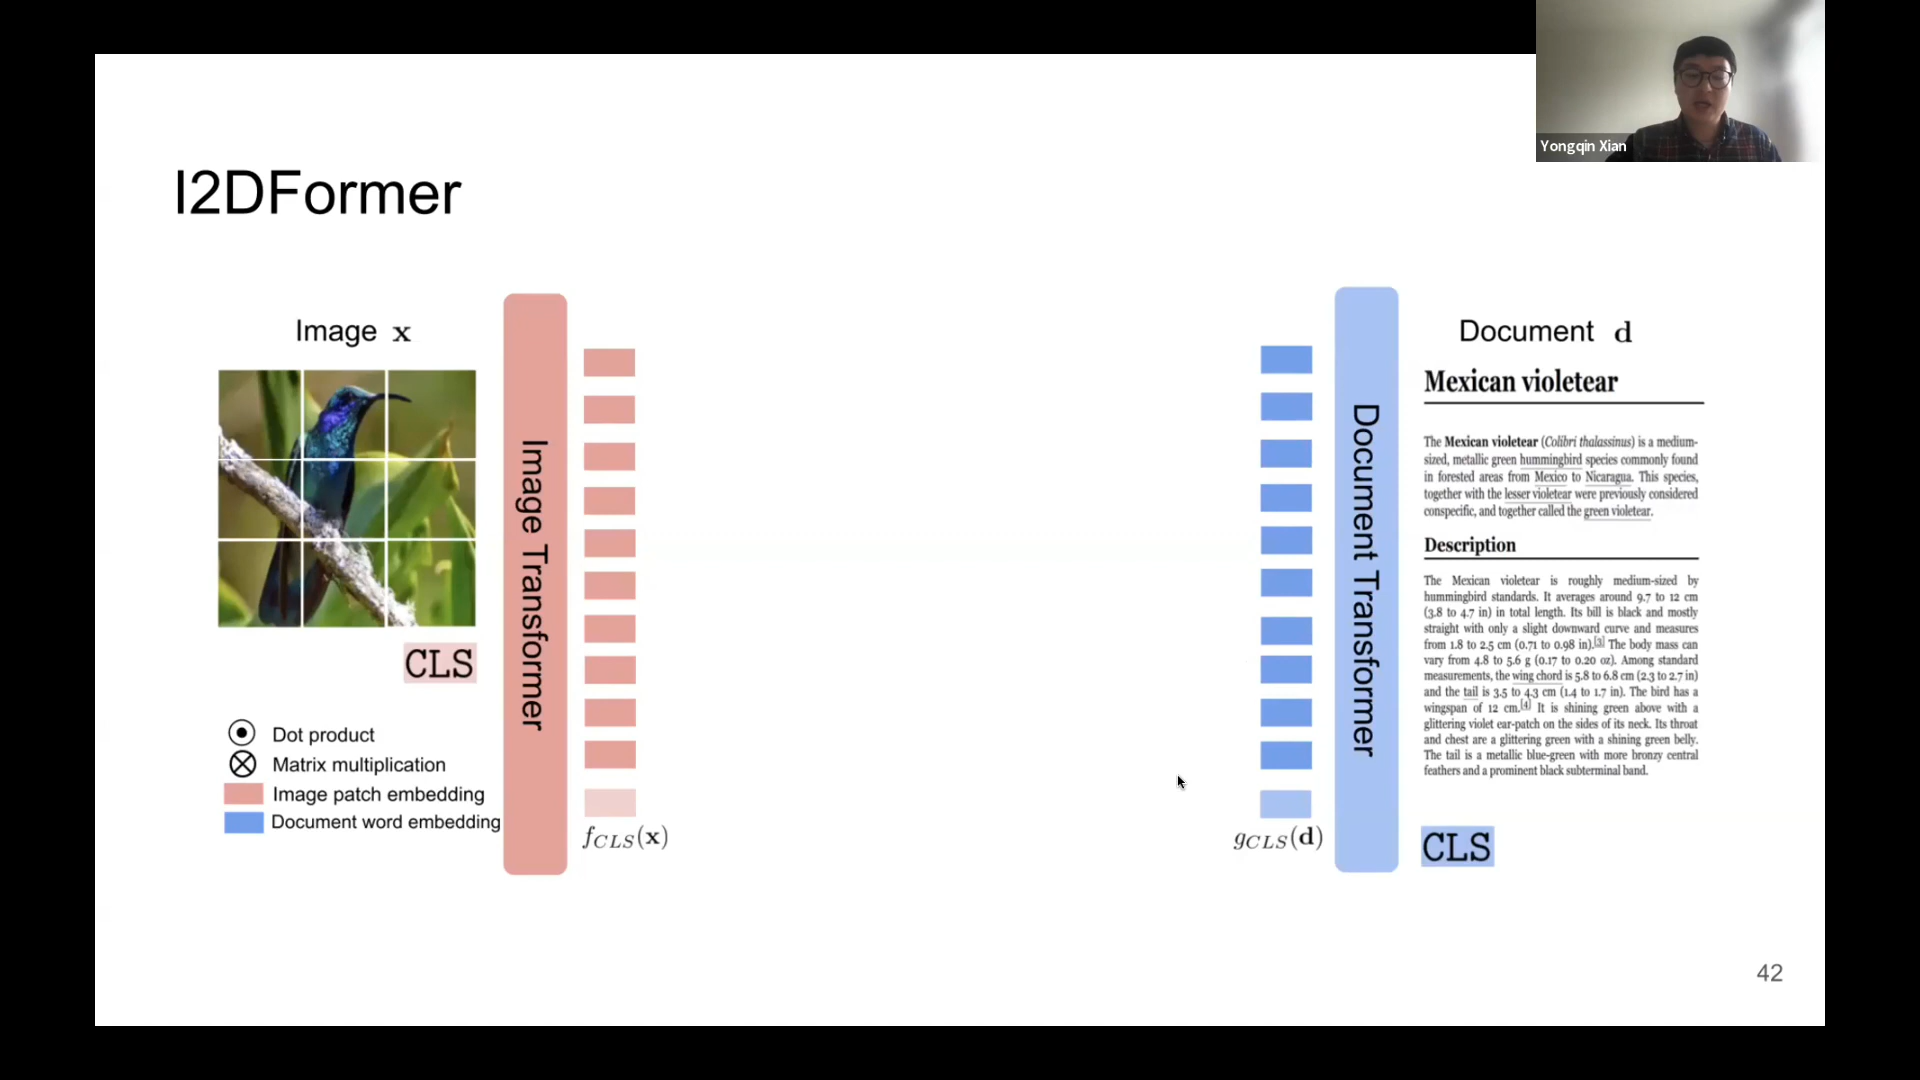 Yongqin Xian
I2DFormer
Image x
CLS
Dot product
Matrix multiplication
Image patch embedding
Document word embedding
Image Transformer
fCLS(x)
gCLS(d)
Document Transformer
Document d
Mexican violetear
The Mexican violetear (Colibri thalassinus) is a medium-
sized, metallic green hummingbird species commonly found
in forested areas from Mexico to Nicaragua. This species,
together with the lesser violetear were previously considered
conspecific, and together called the green violetear.
Description
The Mexican violetear is roughly medium-sized by
hummingbird standards. It averages around 9.7 to 12 cm
(3.8 to 4.7 in) in total length. Its bill is black and mostly
straight with only a slight downward curve and measures
from 1.8 to 2.5 cm (0.71 to 0.98 in).[3] The body mass can
vary from 4.8 to 5.6 g (0.17 to 0.20 oz). Among standard
measurements, the wing chord is 5.8 to 6.8 cm (2.3 to 2.7 in)
and the tail is 3.5 to 4.3 cm (1.4 to 1.7 in). The bird has a
wingspan of 12 cm.[4] It is shining green above with a
glittering violet ear-patch on the sides of its neck. Its throat
and chest are a glittering green with a shining green belly.
The tail is a metallic blue-green with more bronzy central
feathers and a prominent black subterminal band.
CLS
42